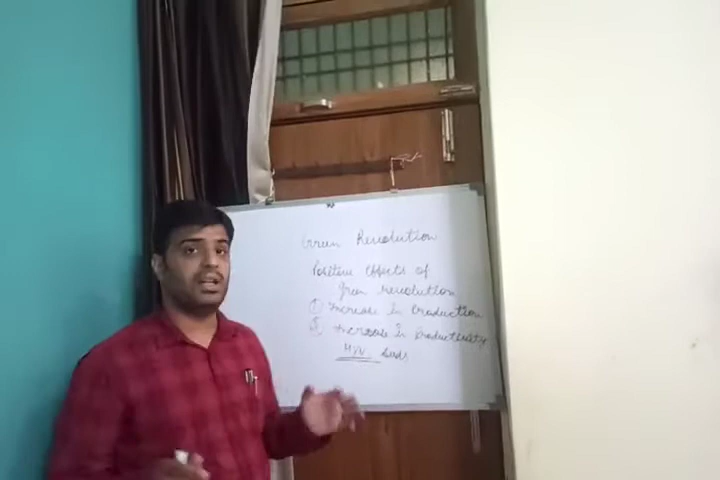 Green Revolution
Positive effects of
green revolution
① Increase In Production
② Increase In Productivity
HYV Seeds